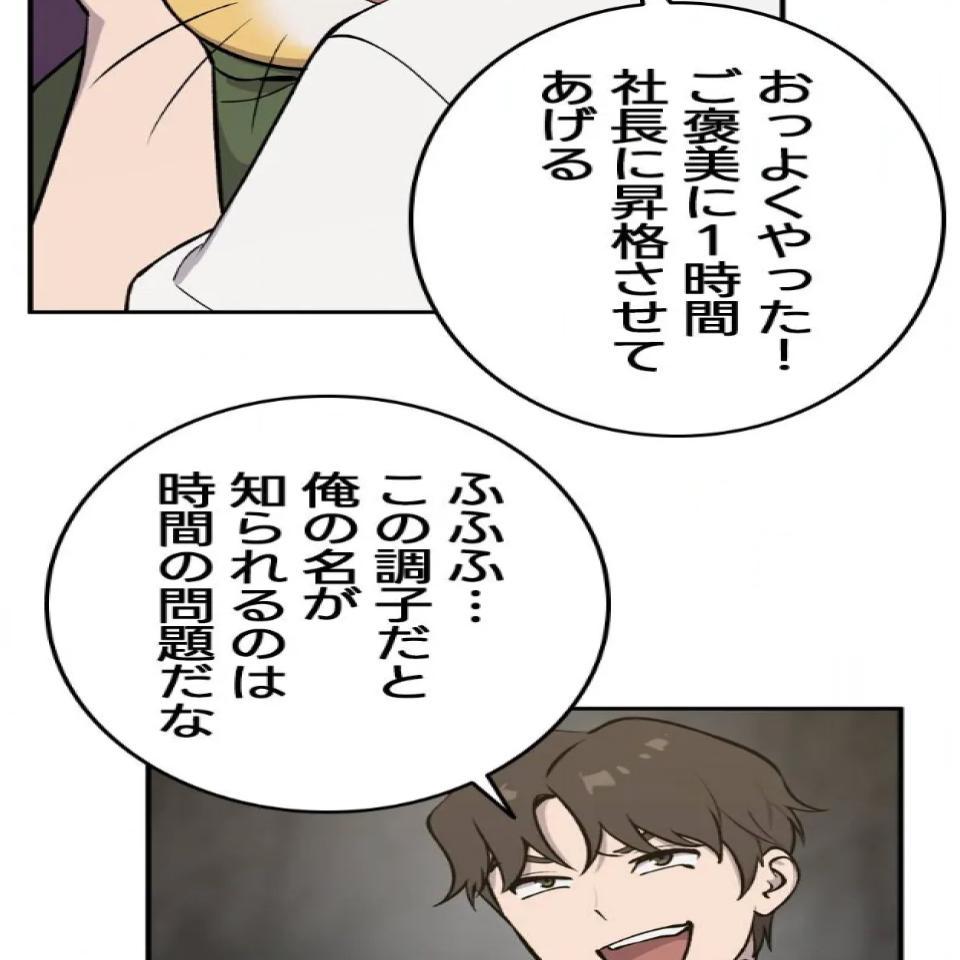 おっよくやった！
ご褒美に1時間
社長に昇格させて
あげる
ふふふ…
この調子だと
俺の名が
知られるのは
時間の問題だな